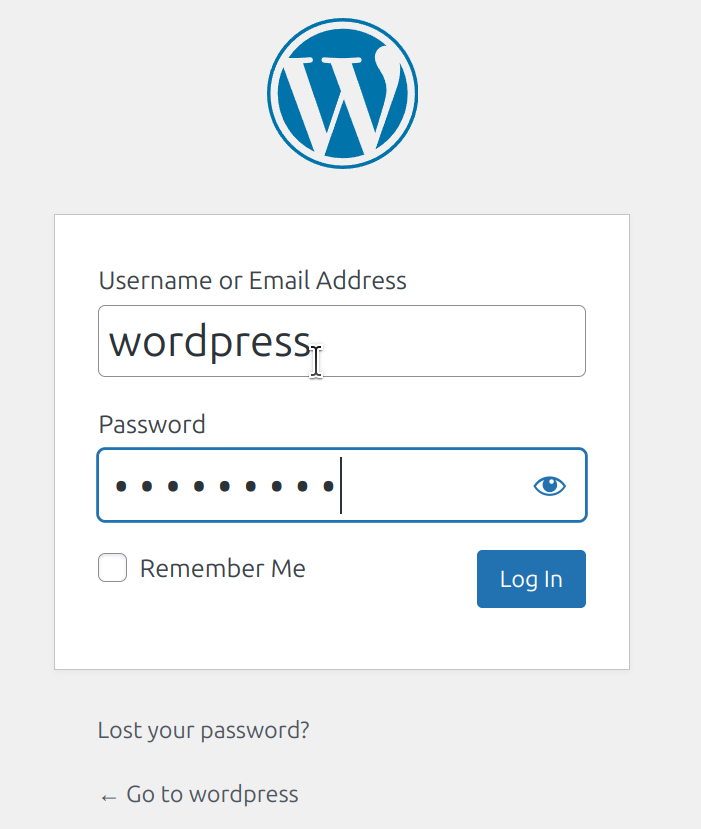 Username or Email Address
wordpress
Password
•••••••••
Remember Me
Log In
Lost your password?
← Go to wordpress